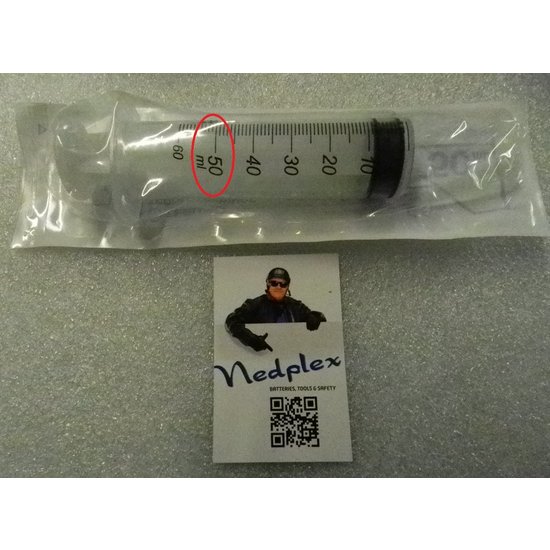 60 50 40 30 20 10
ml
Nedplex
BATTERIES, TOOLS & SAFETY